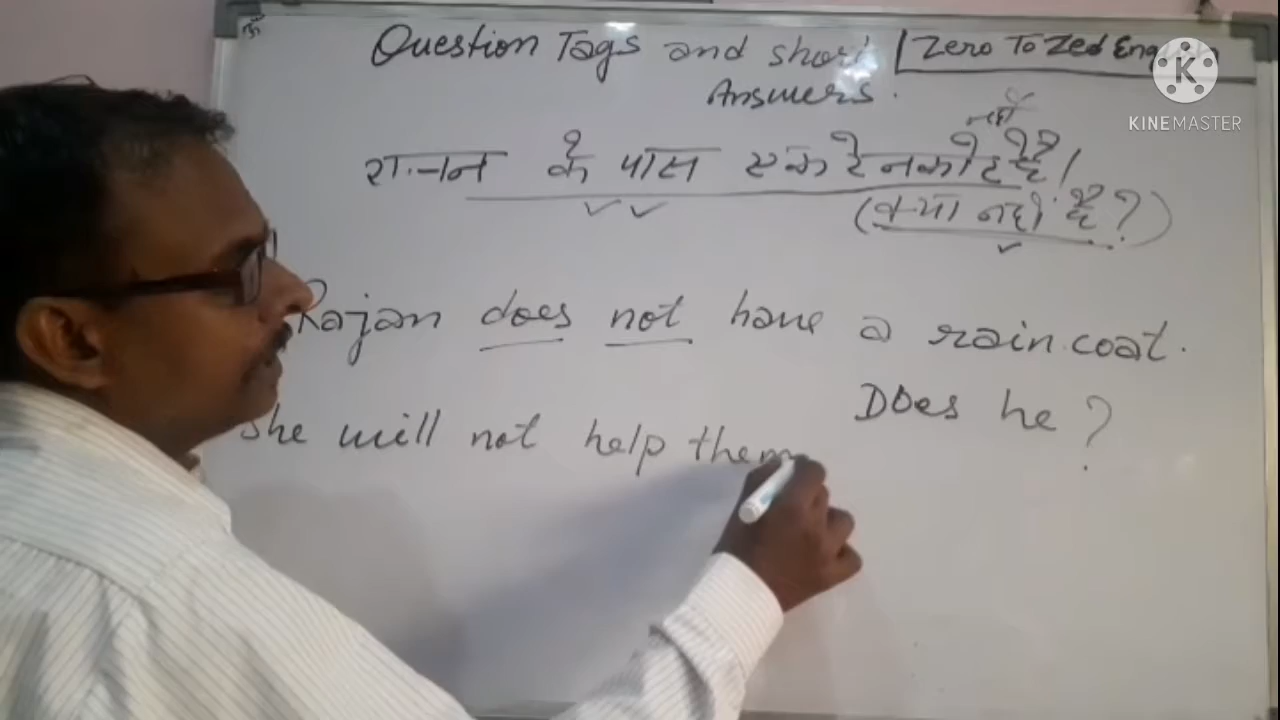 Question Tags and short
Zero To Zed Eng
Answers.
KINEMASTER
नहीं
राजन के पास एक रेनकोट है।
(क्या नहीं है?)
Rajan does not have a rain coat.
Does he?
She will not help them